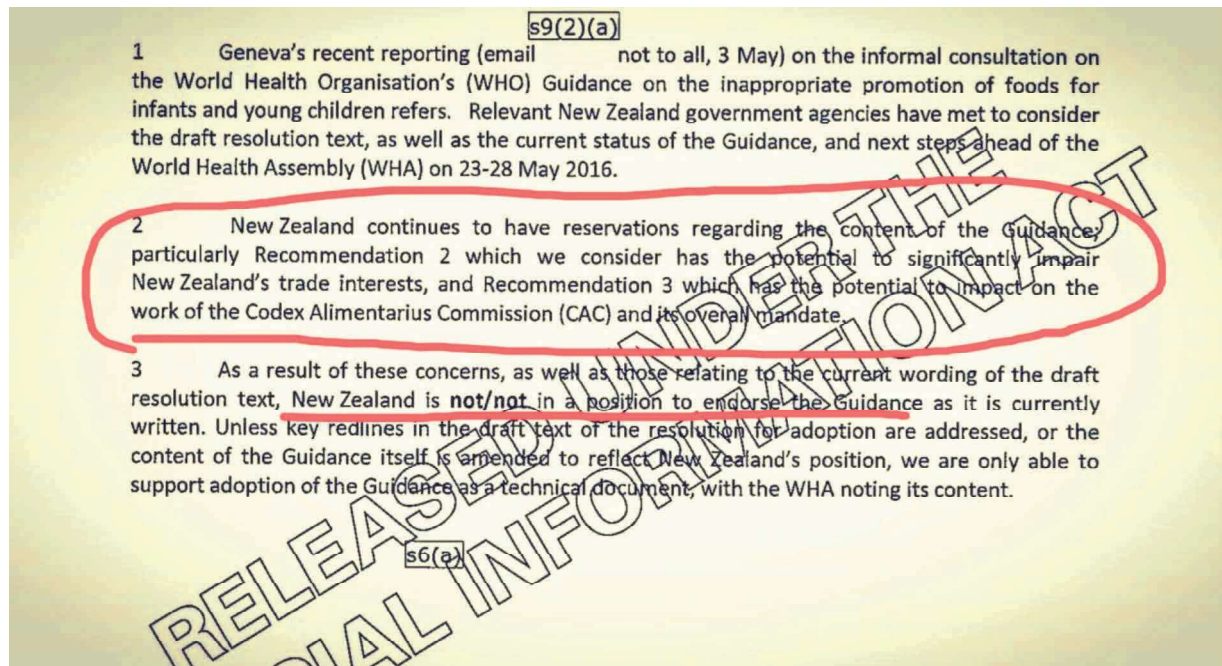 s9(2)(a)
1 Geneva's recent reporting (email not to all, 3 May) on the informal consultation on
the World Health Organisation's (WHO) Guidance on the inappropriate promotion of foods for
infants and young children refers. Relevant New Zealand government agencies have met to consider
the draft resolution text, as well as the current status of the Guidance, and next steps ahead of the
World Health Assembly (WHA) on 23-28 May 2016.
2 New Zealand continues to have reservations regarding the content of the Guidance;
particularly Recommendation 2 which we consider has the potential to significantly impair
New Zealand's trade interests, and Recommendation 3 which has the potential to impact on the
work of the Codex Alimentarius Commission (CAC) and its overall mandate.
3 As a result of these concerns, as well as those relating to the current wording of the draft
resolution text, New Zealand is not/not in a position to endorse the Guidance as it is currently
written. Unless key redlines in the draft text of the resolution for adoption are addressed, or the
content of the Guidance itself is amended to reflect New Zealand's position, we are only able to
support adoption of the Guidance as a technical document, with the WHA noting its content.
s6(a)
RELEASED UNDER THE
CIAL INFORMATION ACT